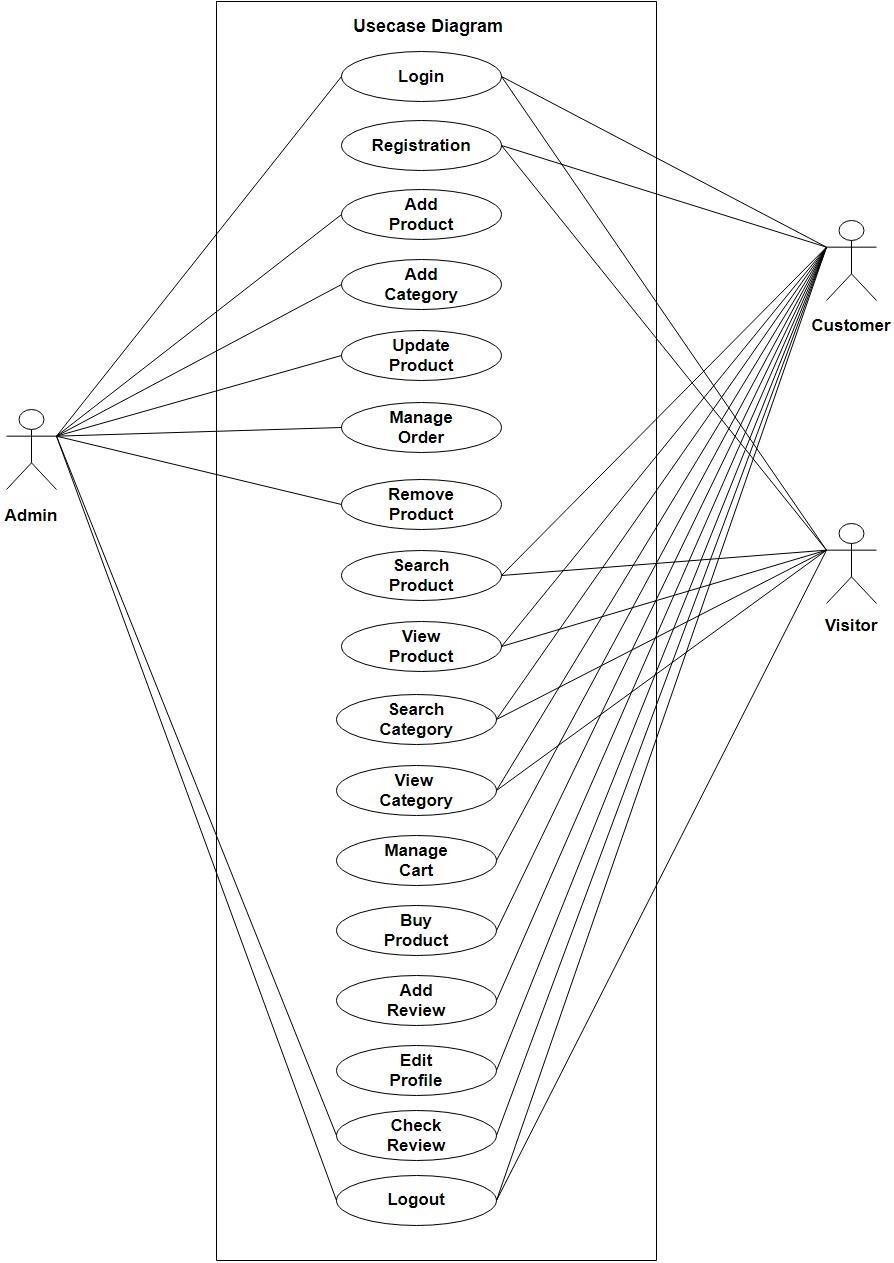 Usecase Diagram
Login
Registration
Add
Product
Add
Category
Update
Product
Manage
Order
Remove
Product
Search
Product
View
Product
Search
Category
View
Category
Manage
Cart
Buy
Product
Add
Review
Edit
Profile
Check
Review
Logout
Admin
Customer
Visitor